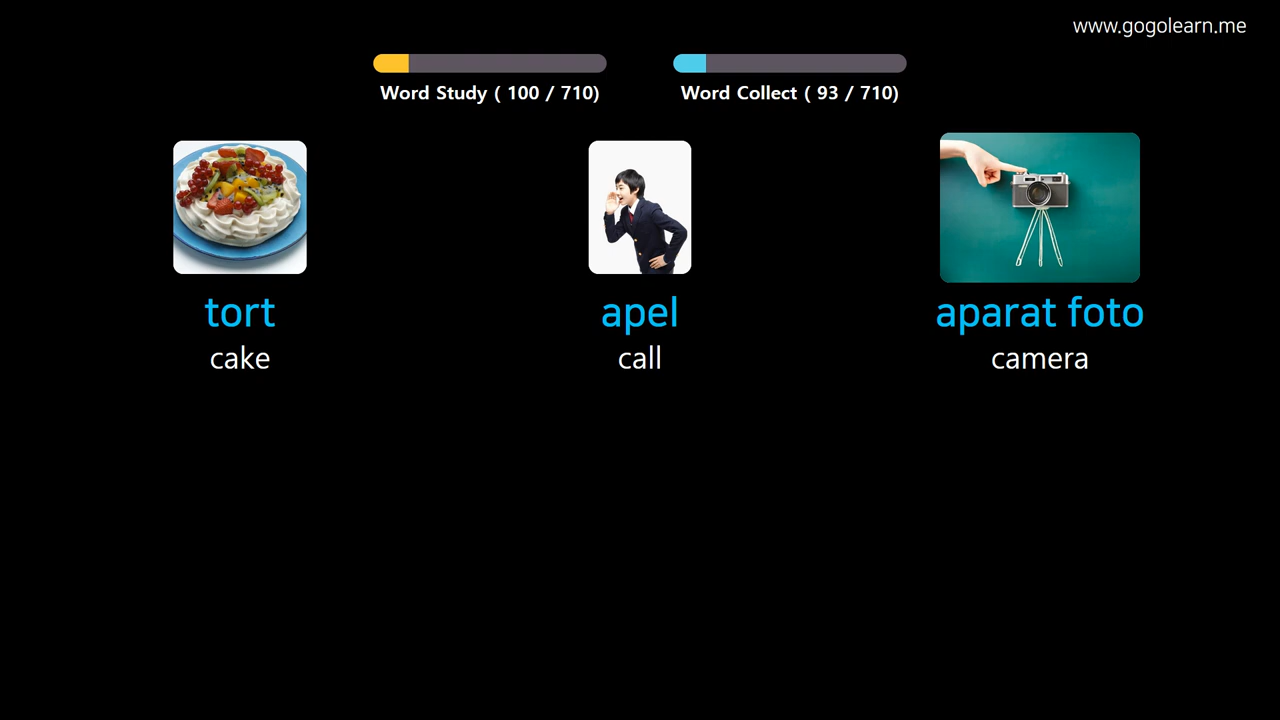 www.gogolearn.me
Word Study ( 100 / 710)
Word Collect ( 93 / 710)
tort
cake
apel
call
aparat foto
camera